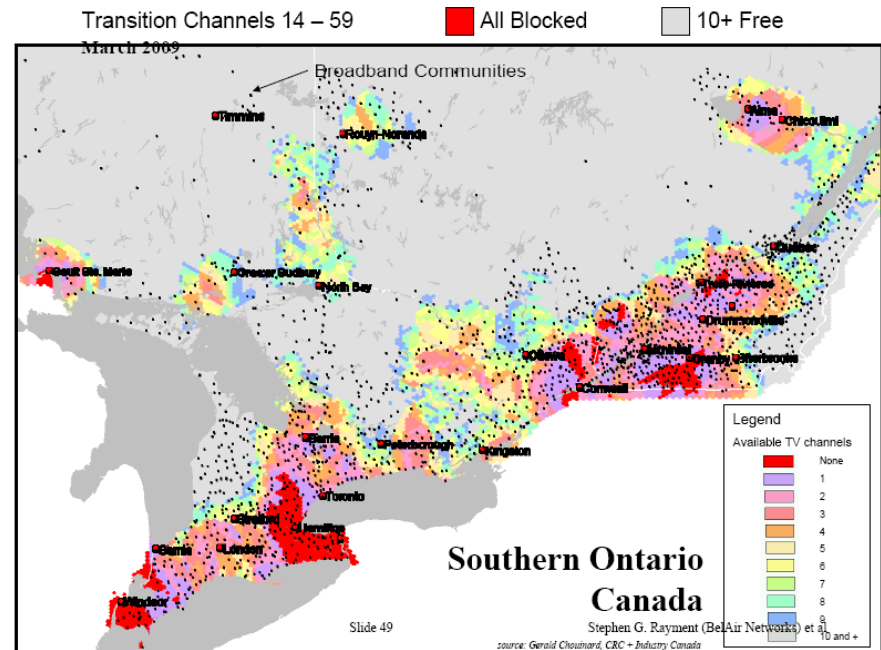 Transition Channels 14 – 59
All Blocked
10+ Free
March 2009
Broadband Communities
Timmins
Rouyn-Noranda
Alma
Chicoutimi
Sault Ste. Marie
Greater Sudbury
North Bay
Québec
Trois-Rivières
Drummondville
Ottawa
Montréal
Granby
Sherbrooke
Cornwall
Barrie
Peterborough
Kingston
Toronto
Stratford
Hamilton
Sarnia
London
Windsor
Legend
Available TV channels
None
1
2
3
4
5
6
7
8
9
10 and +
Southern Ontario
Canada
Slide 49
Stephen G. Rayment (BelAir Networks) et al
source: Gerald Chouinard, CRC + Industry Canada